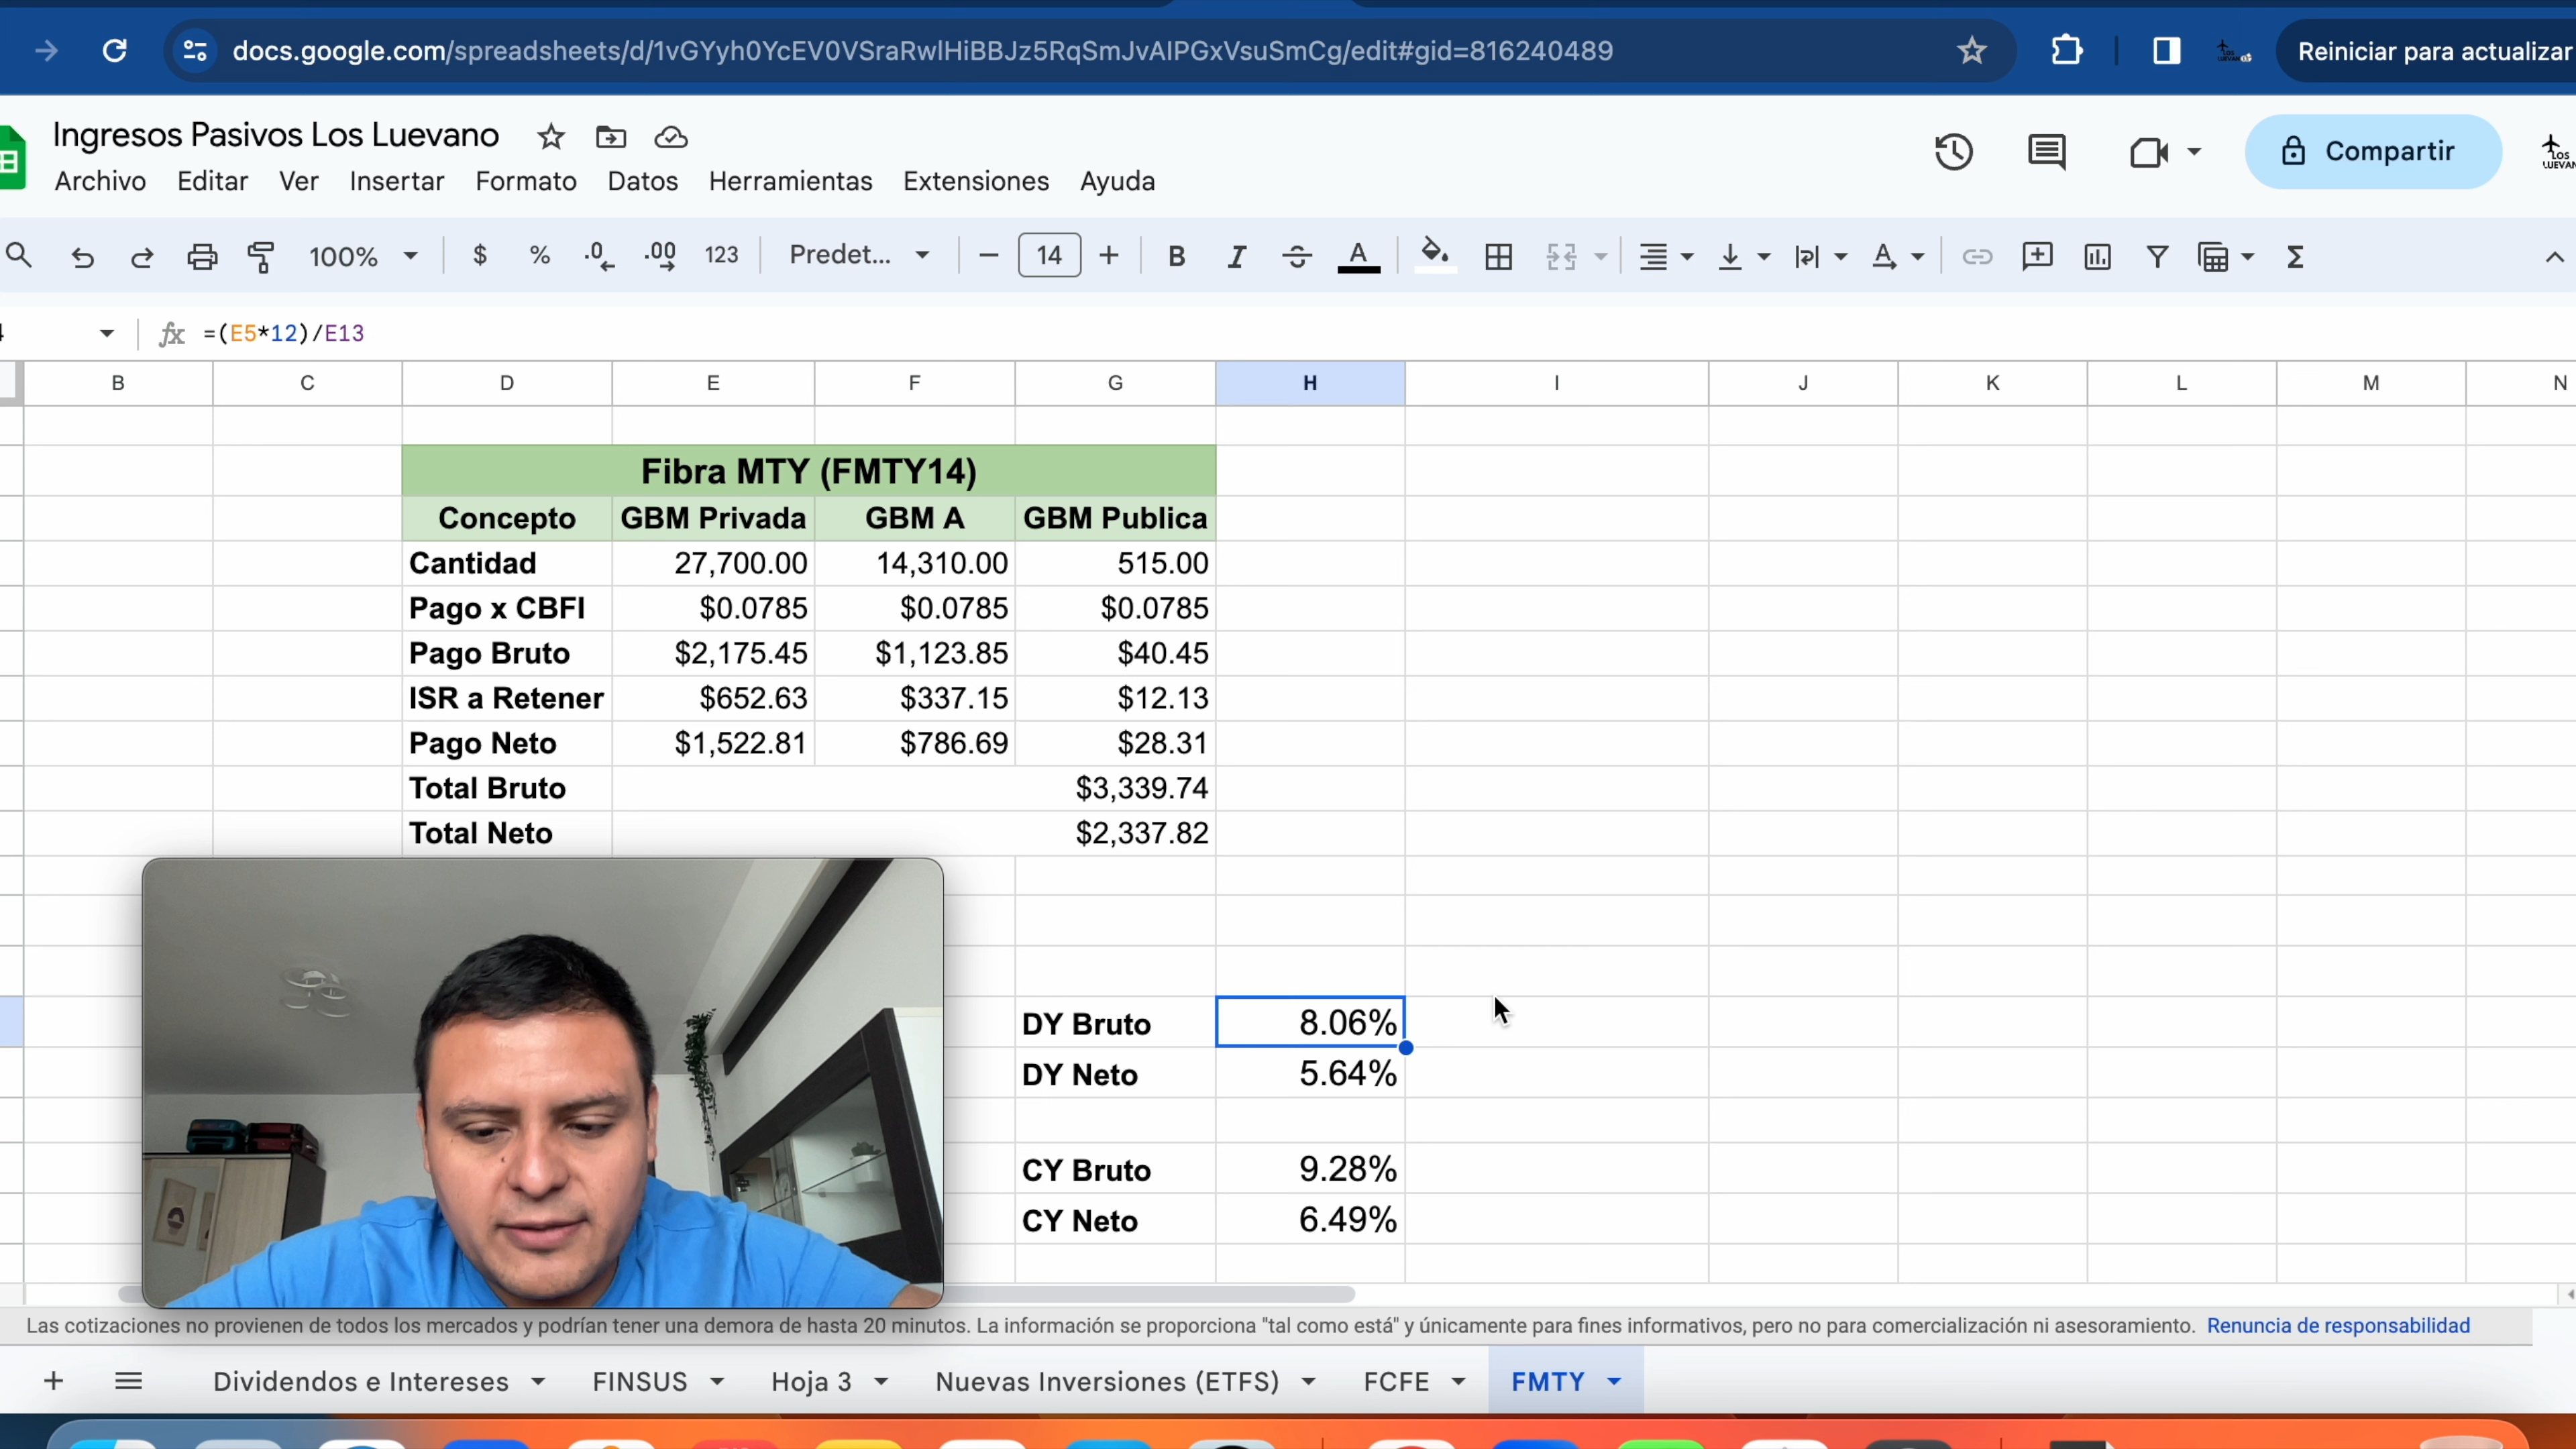 docs.google.com/spreadsheets/d/1vGYyh0YcEV0VSraRwlHiBBJz5RqSmJvAIPGxVsuSmCg/edit#gid=816240489
Reiniciar para actualizar
Ingresos Pasivos Los Luevano
Archivo Editar Ver Insertar Formato Datos Herramientas Extensiones Ayuda
Compartir
100% $ % .0 .00 123 Predet... 14 B I A
fx =(E5*12)/E13
B C D E F G H I J K L M N
Fibra MTY (FMTY14)
Concepto GBM Privada GBM A GBM Publica
Cantidad 27,700.00 14,310.00 515.00
Pago x CBFI $0.0785 $0.0785 $0.0785
Pago Bruto $2,175.45 $1,123.85 $40.45
ISR a Retener $652.63 $337.15 $12.13
Pago Neto $1,522.81 $786.69 $28.31
Total Bruto $3,339.74
Total Neto $2,337.82
DY Bruto 8.06%
DY Neto 5.64%
CY Bruto 9.28%
CY Neto 6.49%
Las cotizaciones no provienen de todos los mercados y podrían tener una demora de hasta 20 minutos. La información se proporciona "tal como está" y únicamente para fines informativos, pero no para comercialización ni asesoramiento. Renuncia de responsabilidad
Dividendos e Intereses FINSUS Hoja 3 Nuevas Inversiones (ETFS) FCFE FMTY